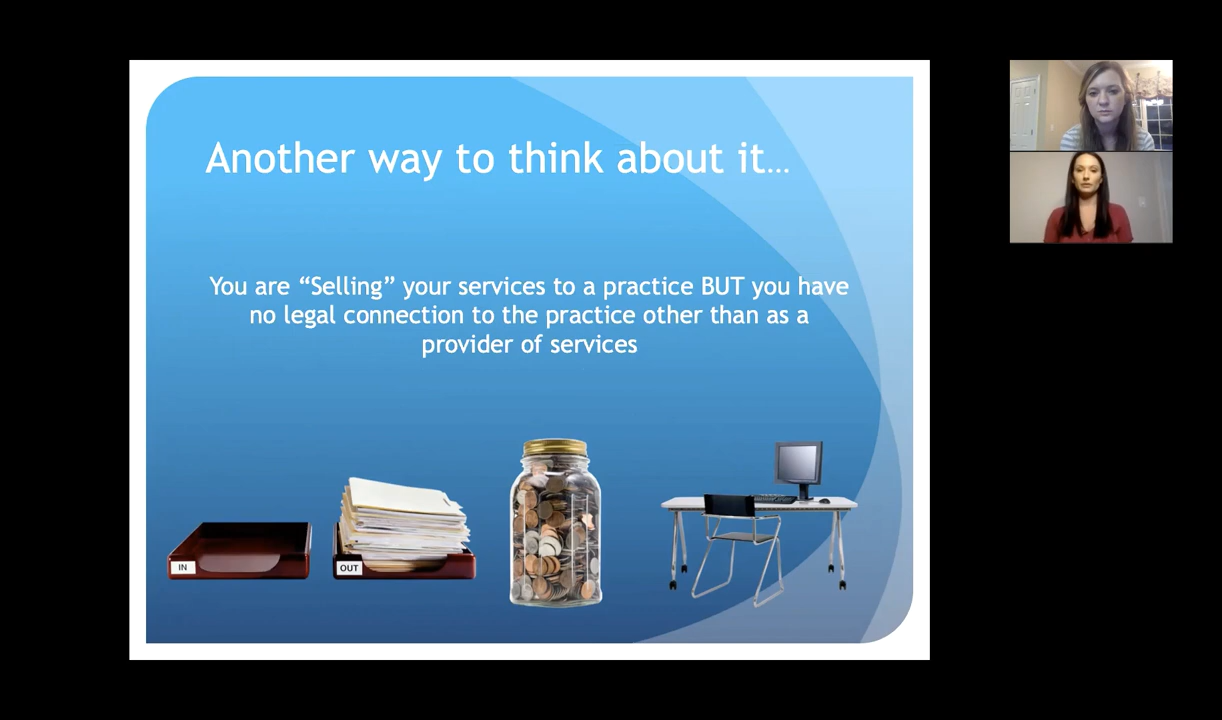 Another way to think about it…
You are “Selling” your services to a practice BUT you have
no legal connection to the practice other than as a
provider of services
IN
OUT